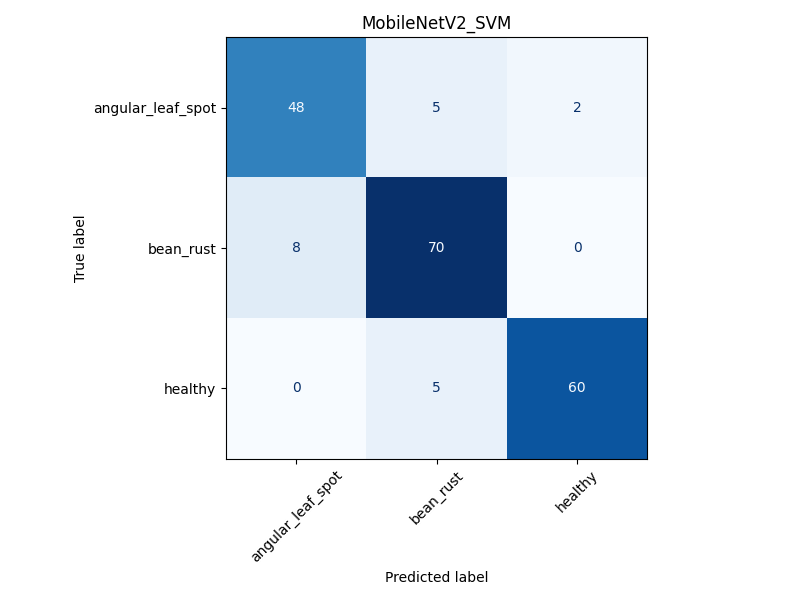 MobileNetV2_SVM
angular_leaf_spot
48
5
2
bean_rust
8
70
0
healthy
0
5
60
True label
angular_leaf_spot
bean_rust
healthy
Predicted label